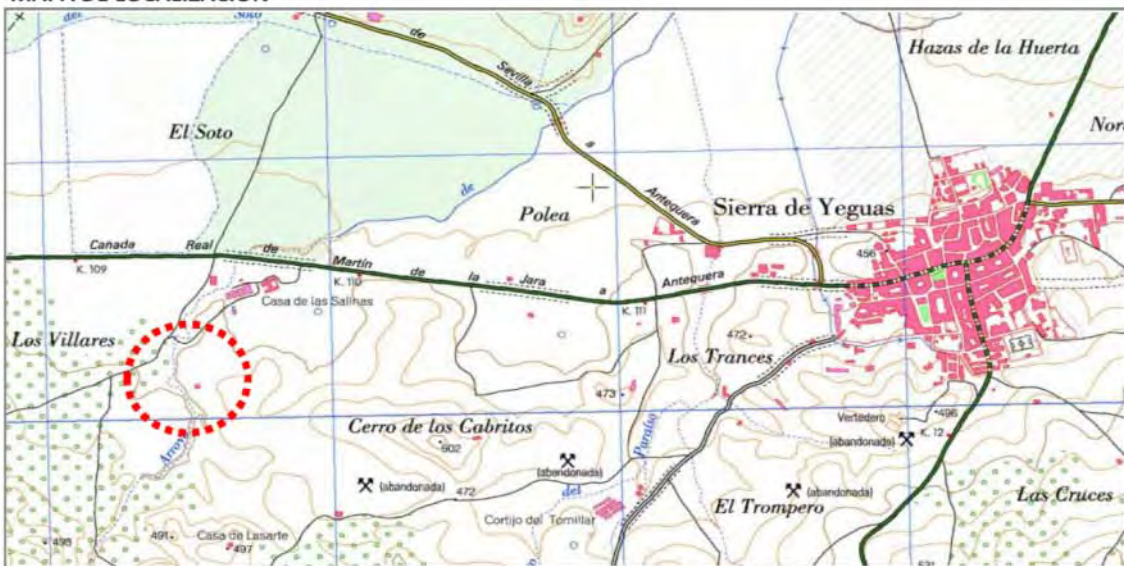 del
Soto
de
Sevilla
a
Antequera
Hazas de la Huerta
El Soto
de
Polea
Sierra de Yeguas
Cañada Real de Martín de la Jara a Antequera
K. 109
K. 110
K. 111
456
Casa de las Salinas
Los Villares
472
Los Trances
473
Cerro de los Cabritos
502
Vertedero
496
(abandonada)
K. 12
Arroyo
(abandonada)
(abandonada)
472
del
(abandonada)
El Trompero
Las Cruces
Cortijo del Tomillar
498
491
Casa de Lasarte
497